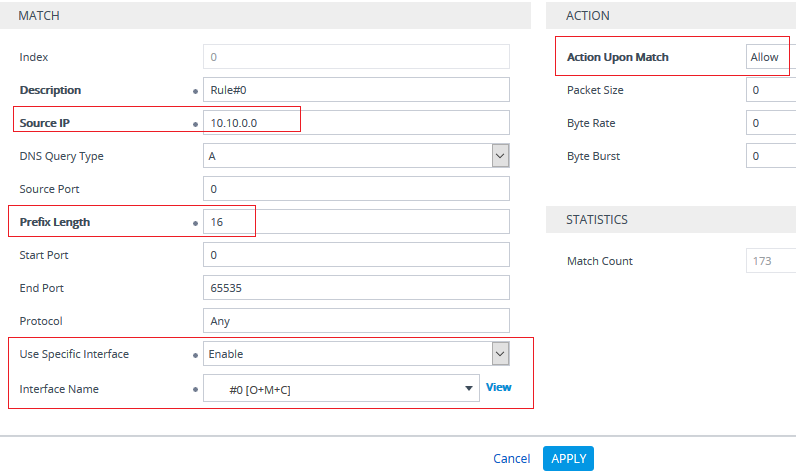 MATCH
Index 0
Description Rule#0
Source IP 10.10.0.0
DNS Query Type A
Source Port 0
Prefix Length 16
Start Port 0
End Port 65535
Protocol Any
Use Specific Interface Enable
Interface Name #0 [O+M+C] View
ACTION
Action Upon Match Allow
Packet Size 0
Byte Rate 0
Byte Burst 0
STATISTICS
Match Count 173
Cancel APPLY